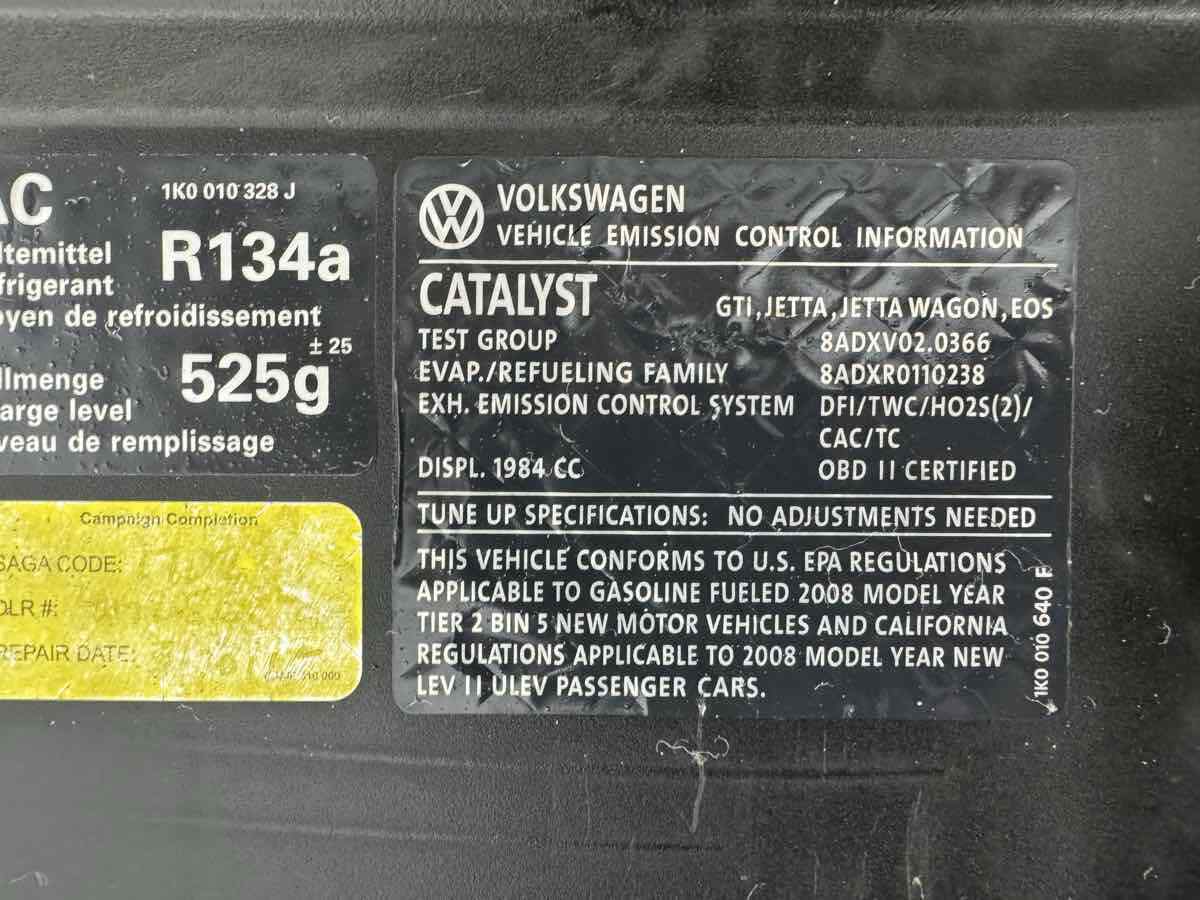 AC
1K0 010 328 J
ltemittel
frigerant
R134a
oyen de refroidissement
± 25
llmenge
525g
arge level
veau de remplissage
Campaign Completion
SAGA CODE:
DLR #:
REPAIR DATE:
VOLKSWAGEN
VEHICLE EMISSION CONTROL INFORMATION
CATALYST
GTI,JETTA,JETTA WAGON,EOS
TEST GROUP 8ADXV02.0366
EVAP./REFUELING FAMILY 8ADXR0110238
EXH. EMISSION CONTROL SYSTEM DFI/TWC/HO2S(2)/
CAC/TC
DISPL. 1984 CC OBD II CERTIFIED
TUNE UP SPECIFICATIONS: NO ADJUSTMENTS NEEDED
THIS VEHICLE CONFORMS TO U.S. EPA REGULATIONS
APPLICABLE TO GASOLINE FUELED 2008 MODEL YEAR
TIER 2 BIN 5 NEW MOTOR VEHICLES AND CALIFORNIA
REGULATIONS APPLICABLE TO 2008 MODEL YEAR NEW
LEV II ULEV PASSENGER CARS.
1K0 010 640 F